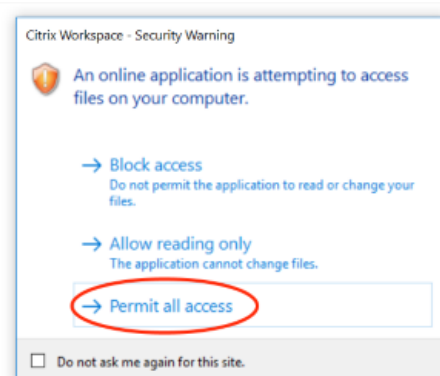 Citrix Workspace - Security Warning
An online application is attempting to access
files on your computer.
→ Block access
Do not permit the application to read or change your
files.
→ Allow reading only
The application cannot change files.
→ Permit all access
Do not ask me again for this site.